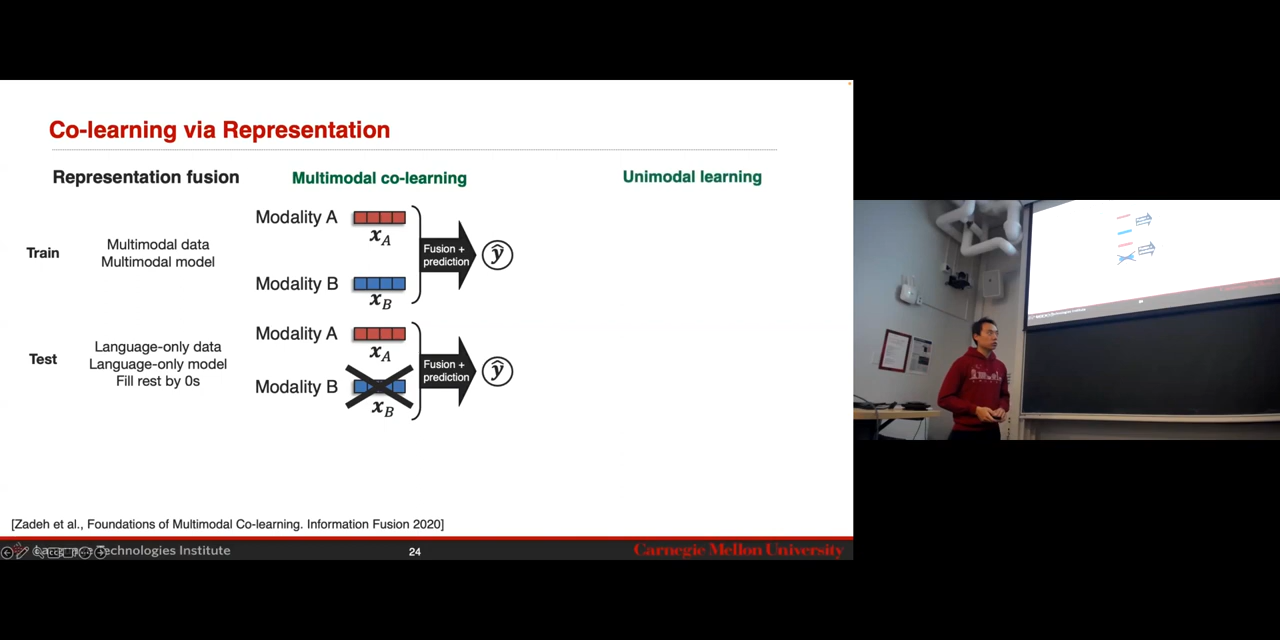 Co-learning via Representation
Representation fusion
Multimodal co-learning
Unimodal learning
Train
Multimodal data
Multimodal model
Modality A
x_A
Modality B
x_B
Fusion +
prediction
ŷ
Test
Language-only data
Language-only model
Fill rest by 0s
Modality A
x_A
Modality B
x_B
Fusion +
prediction
ŷ
[Zadeh et al., Foundations of Multimodal Co-learning. Information Fusion 2020]
Technologies Institute
24
Carnegie Mellon University